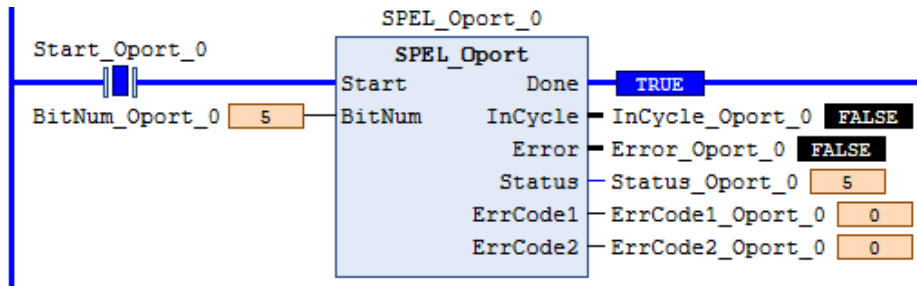 SPEL_Oport_0
Start_Oport_0
SPEL_Oport
Start Done TRUE
BitNum_Oport_0 5 BitNum InCycle InCycle_Oport_0 FALSE
Error Error_Oport_0 FALSE
Status Status_Oport_0 5
ErrCode1 ErrCode1_Oport_0 0
ErrCode2 ErrCode2_Oport_0 0